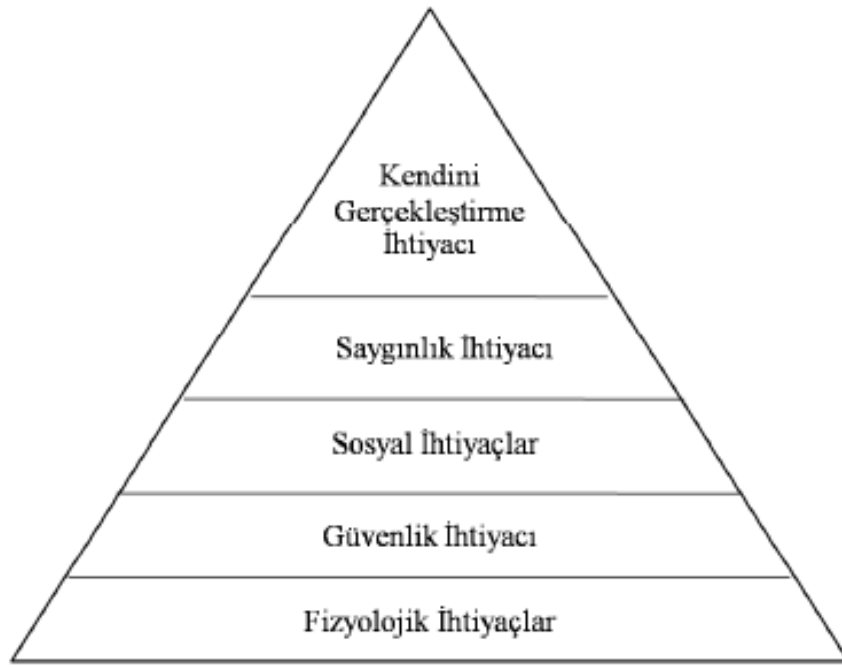 Kendini
Gerçekleştirme
İhtiyacı
Saygınlık İhtiyacı
Sosyal İhtiyaçlar
Güvenlik İhtiyacı
Fizyolojik İhtiyaçlar